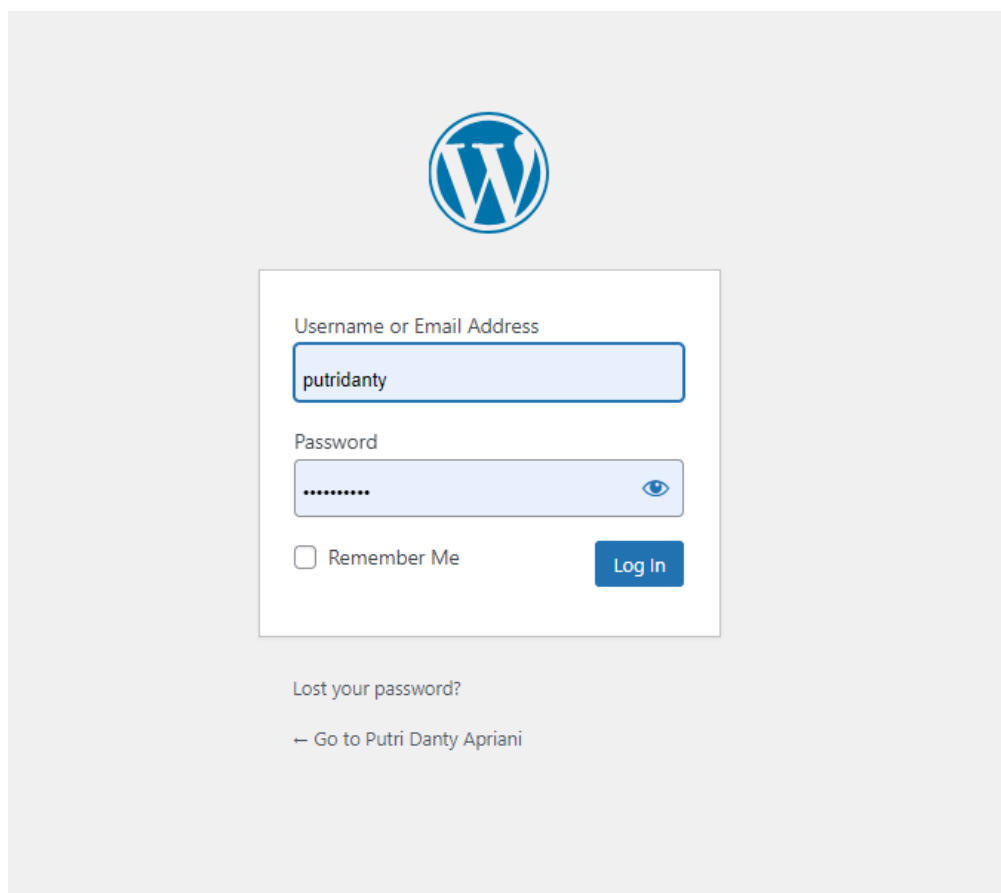 Username or Email Address
putridanty
Password
••••••••••
Remember Me
Log In
Lost your password?
← Go to Putri Danty Apriani